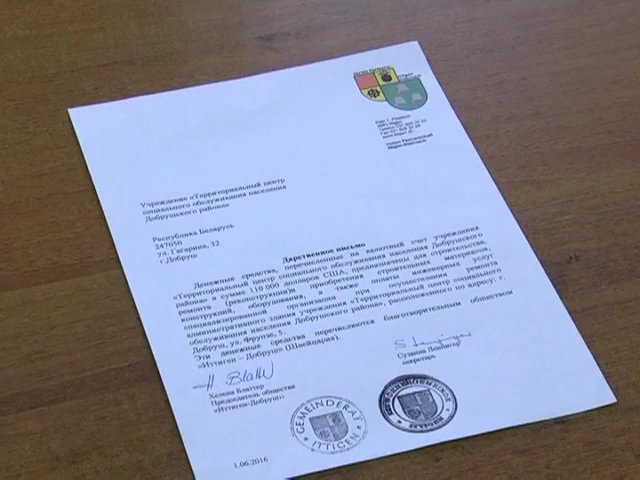 Учреждение «Территориальный центр
социального обслуживания населения
Добрушского района»
Республика Беларусь
247050
ул. Гагарина, 32
г.Добруш
Дарственное письмо
Денежные средства, перечисленные на валютный счет учреждения
«Территориальный центр социального обслуживания населения Добрушского
района» в сумме 110 000 долларов США, предназначены для строительства,
ремонта (реконструкции) приобретения строительных материалов,
конструкций, оборудования, а также оплаты инженерных услуг
специализированной организации при осуществлении ремонта
административного здания учреждения «Территориальный центр социального
обслуживания населения Добрушского района», расположенного по адресу: г.
Добруш, ул. Фрунзе, 5.
Эти денежные средства перечисляются благотворительным обществом
«Иттиген – Добруш» (Швейцария).
H Blatter
Хелена Блаттер
Председатель общества
«Иттиген-Добруш»
Сузанна
секретарь
GEMEINDERAT
ITTIGEN
1.06.2016